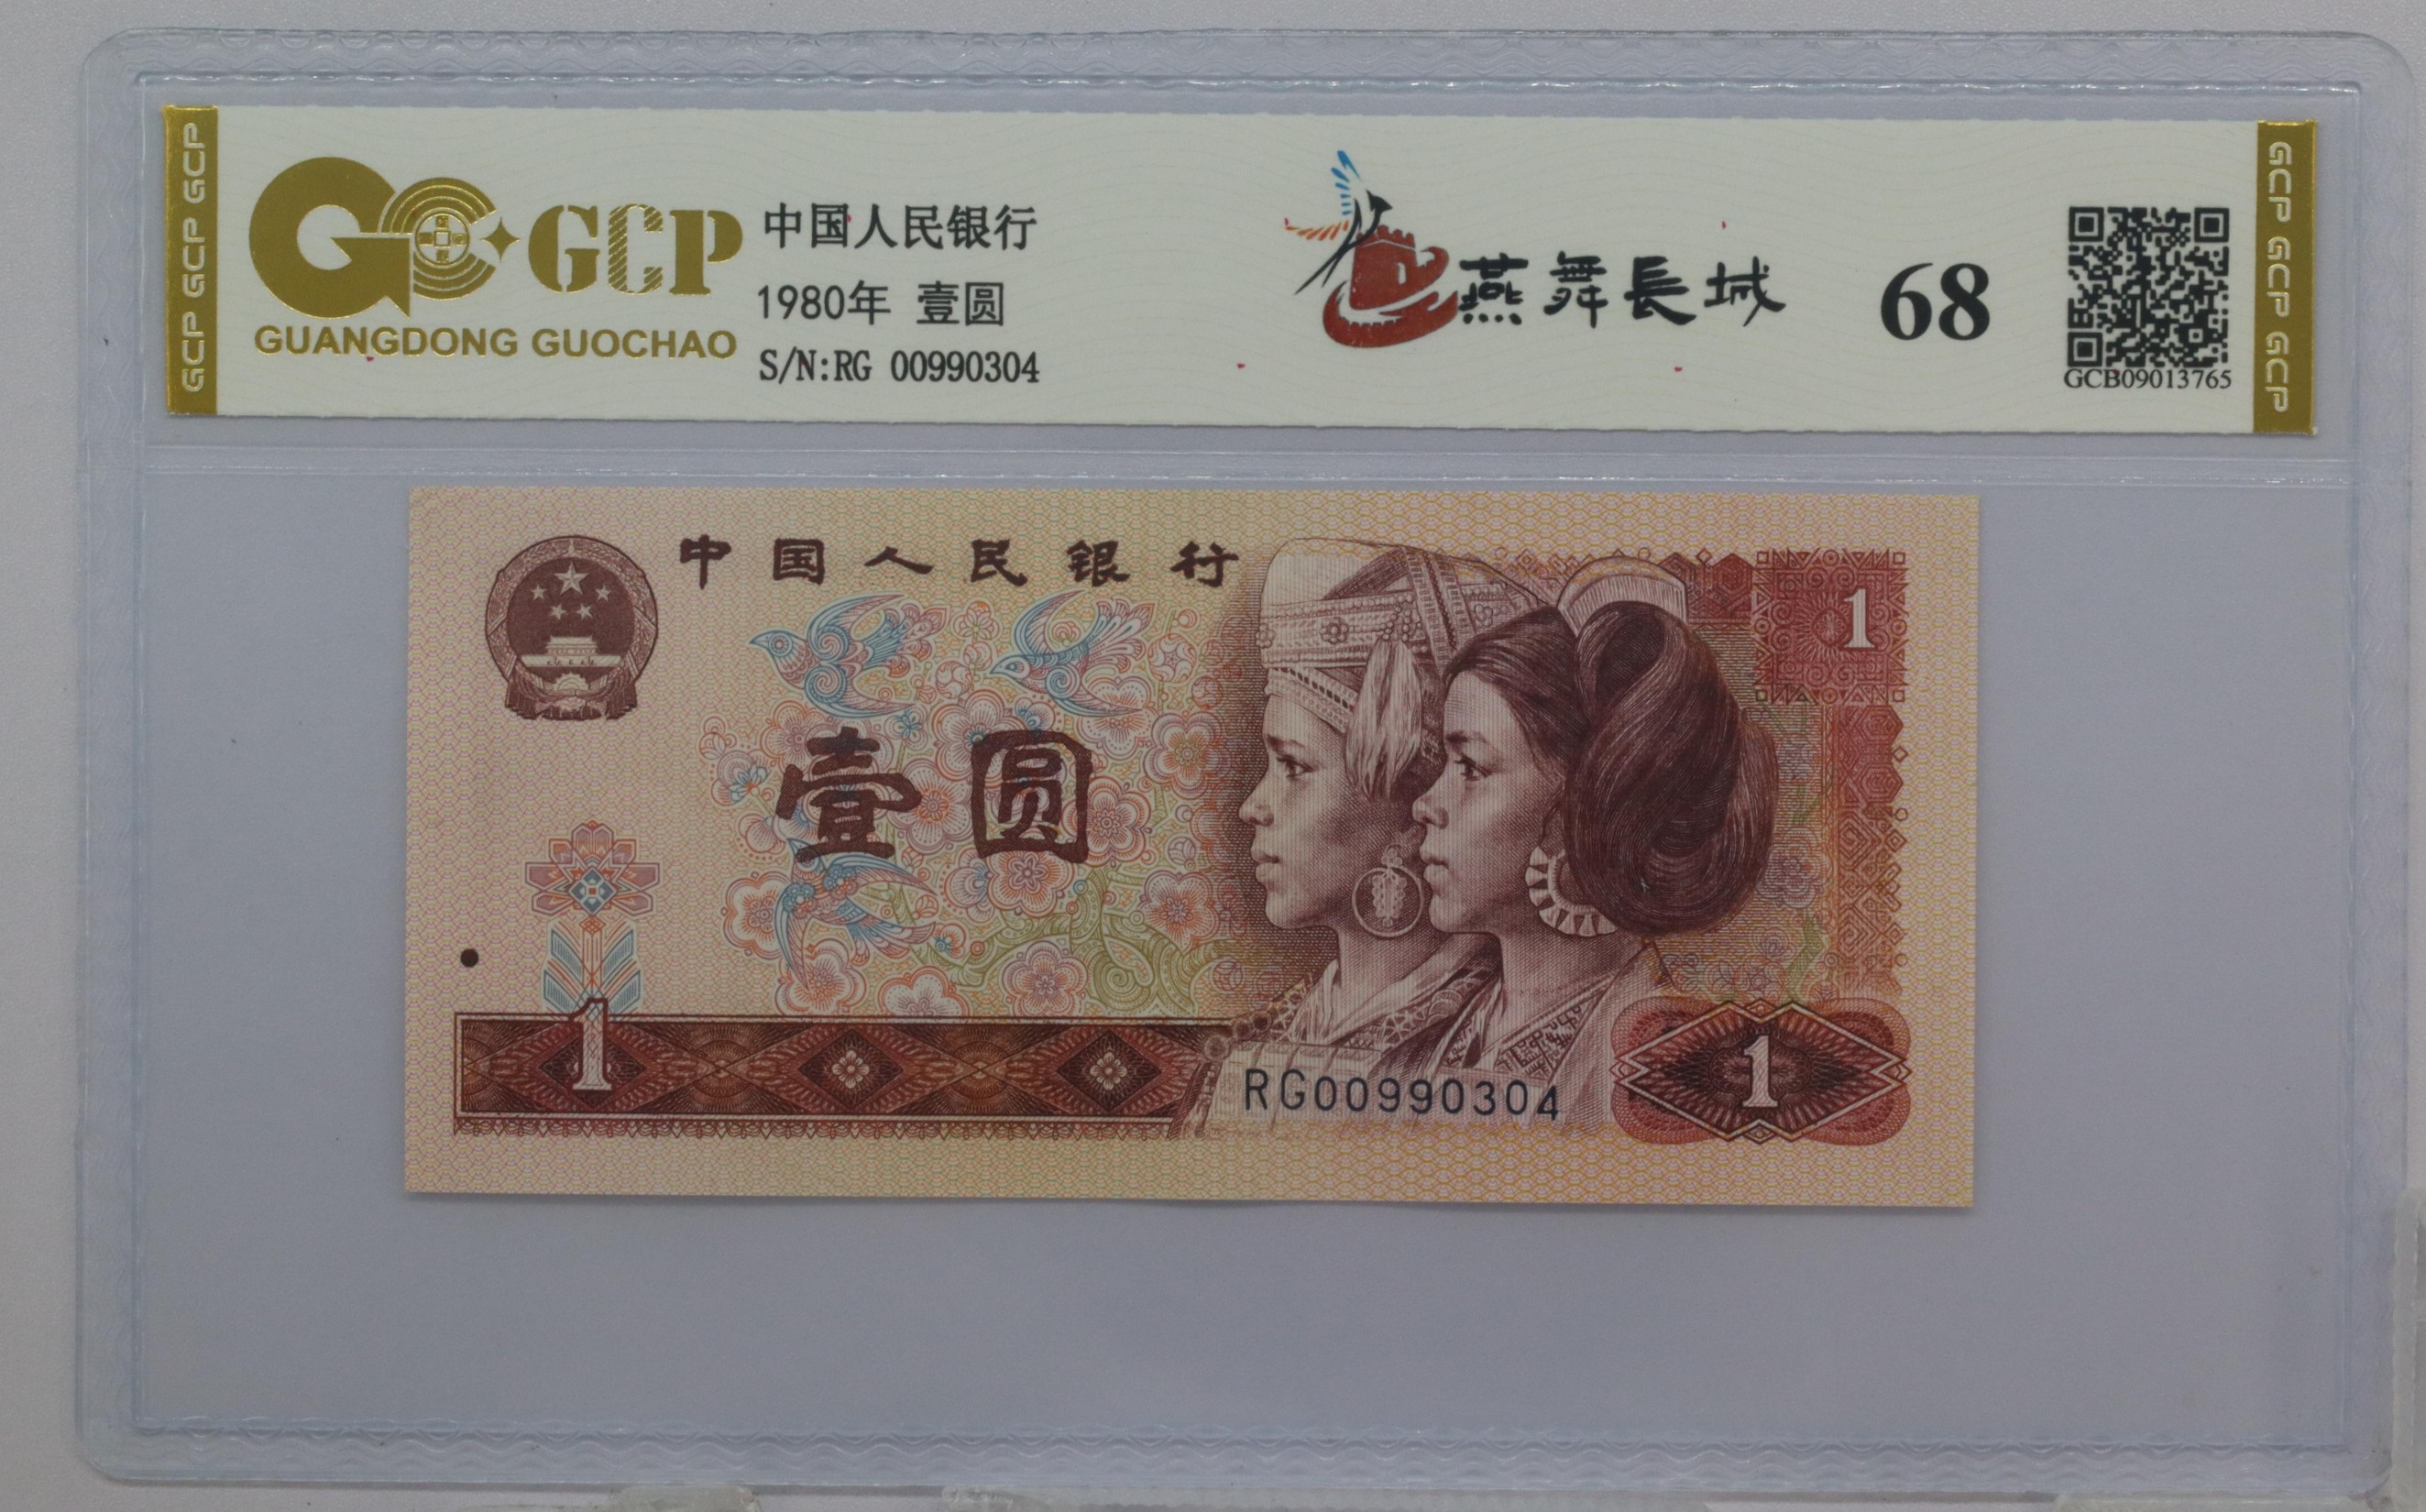 GCP GCP GCP
GCP
GUANGDONG GUOCHAO
中国人民银行
1980年 壹圆
S/N:RG 00990304
燕舞長城
68
GCB09013765
GCP GCP GCP
中国人民银行
1
壹圆
1
RG00990304
1